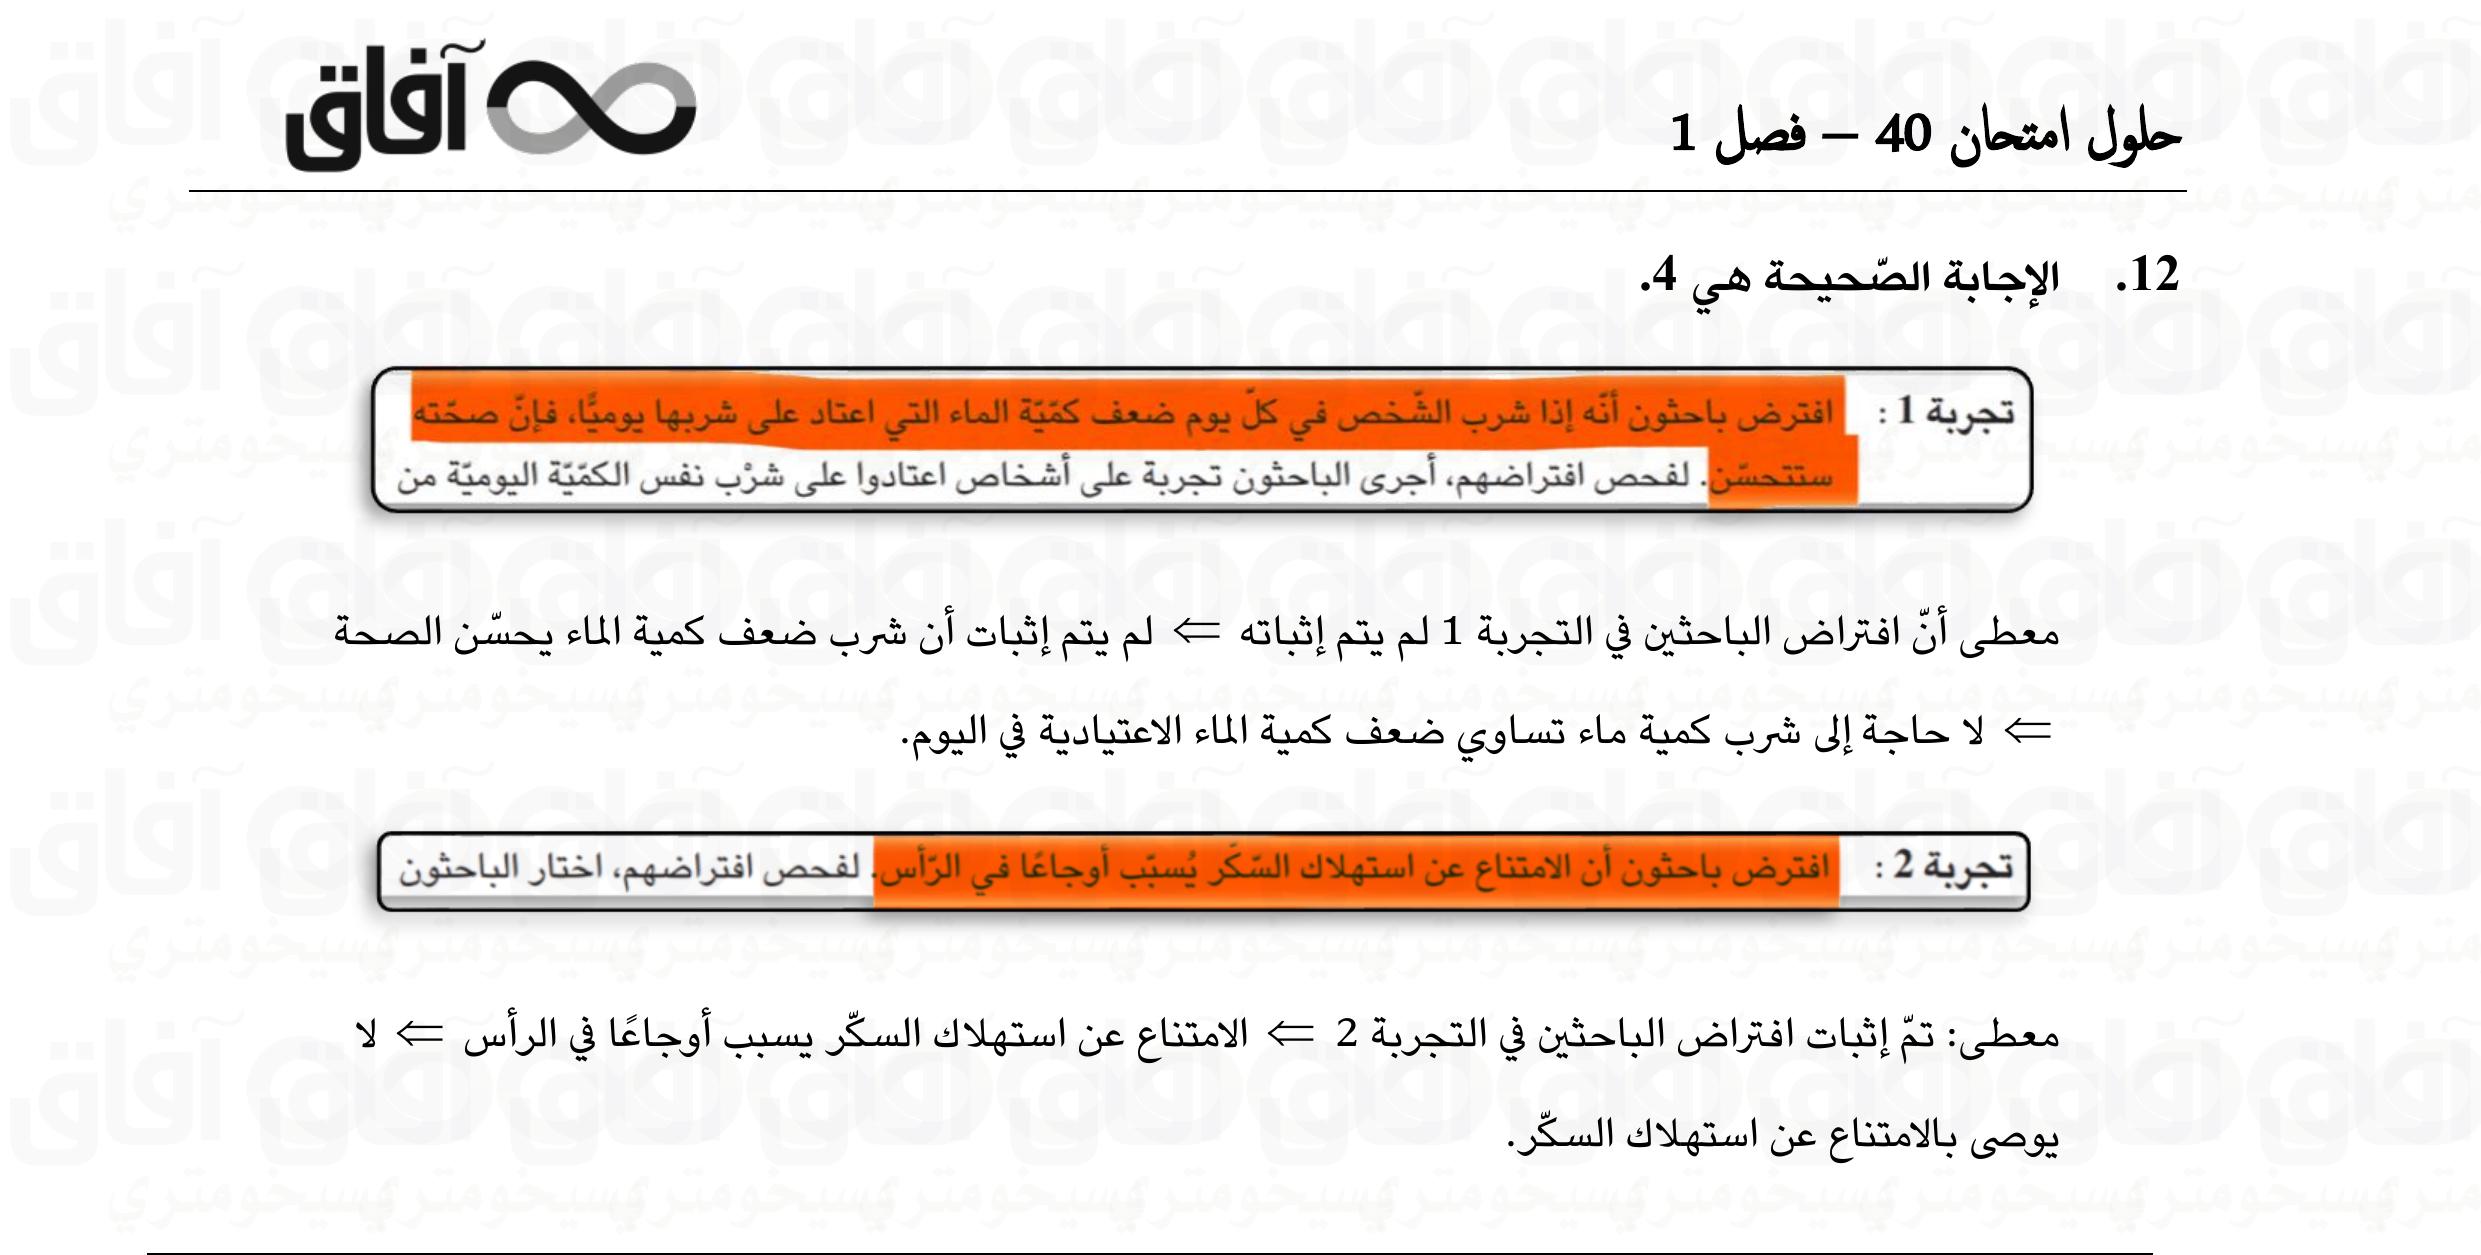 آفاق
حلول امتحان 40 – فصل 1
12. الإجابة الصّحيحة هي 4.
تجربة 1 : افترض باحثون أنّه إذا شرب الشّخص في كلّ يوم ضعف كمّيّة الماء التي اعتاد على شربها يوميًّا، فإنّ صحّته
ستتحسّن. لفحص افتراضهم، أجرى الباحثون تجربة على أشخاص اعتادوا على شرْب نفس الكمّيّة اليوميّة من
معطى أنّ افتراض الباحثين في التجربة 1 لم يتم إثباته ⇐ لم يتم إثبات أن شرب ضعف كمية الماء يحسّن الصحة
⇐ لا حاجة إلى شرب كمية ماء تساوي ضعف كمية الماء الاعتيادية في اليوم.
تجربة 2 : افترض باحثون أن الامتناع عن استهلاك السّكّر يُسبّب أوجاعًا في الرّأس. لفحص افتراضهم، اختار الباحثون
معطى: تمّ إثبات افتراض الباحثين في التجربة 2 ⇐ الامتناع عن استهلاك السكّر يسبب أوجاعًا في الرأس ⇐ لا
يوصى بالامتناع عن استهلاك السكّر.